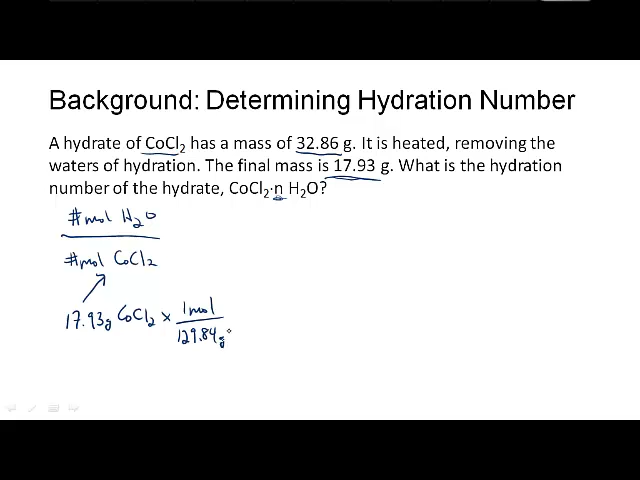 Background: Determining Hydration Number
A hydrate of CoCl₂ has a mass of 32.86 g. It is heated, removing the
waters of hydration. The final mass is 17.93 g. What is the hydration
number of the hydrate, CoCl₂·n H₂O?
#mol H₂O
#mol CoCl₂
17.93g CoCl₂ × 1mol
129.84g